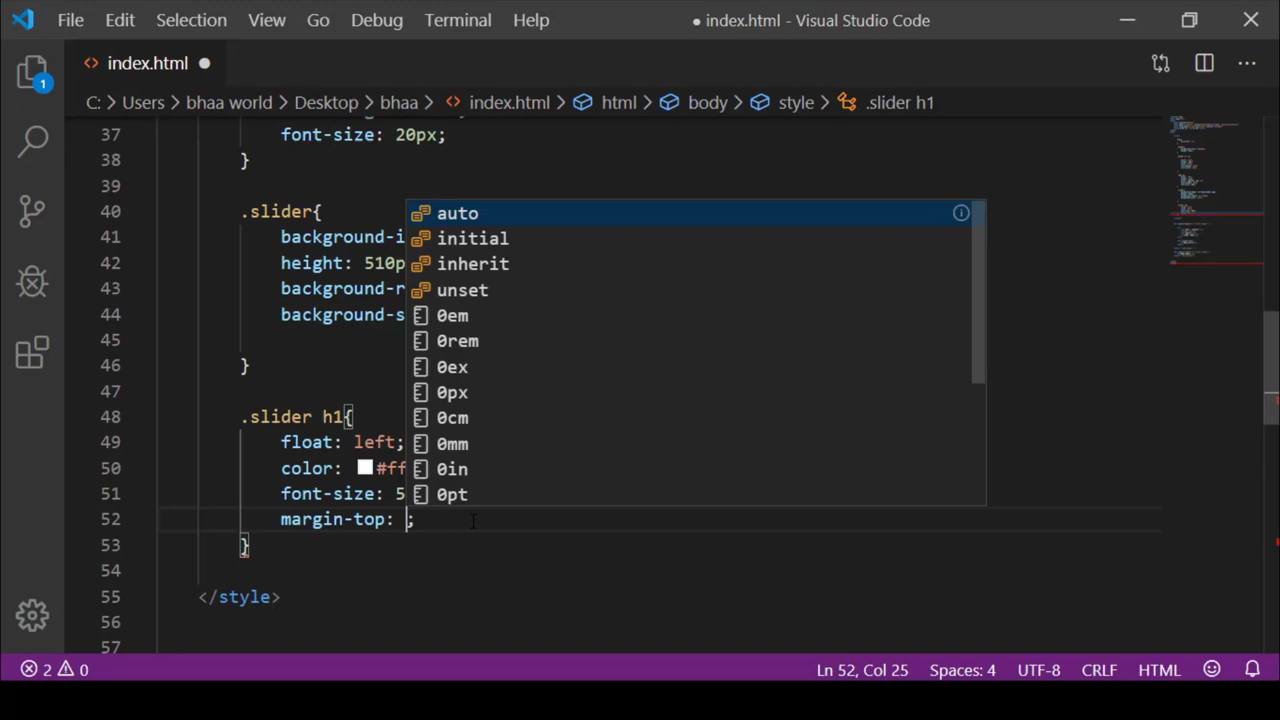 File Edit Selection View Go Debug Terminal Help ● index.html - Visual Studio Code
1
<> index.html ●
C: › Users › bhaa world › Desktop › bhaa › <> index.html › html › body › style › .slider h1
37 font-size: 20px;
38 }
39
40 .slider{
41 background-i
42 height: 510p
43 background-r
44 background-s
45
46 }
47
48 .slider h1{
49 float: left;
50 color: #ff
51 font-size: 5
52 margin-top: ;
53 }
54
55 </style>
56
57
auto
initial
inherit
unset
0em
0rem
0ex
0px
0cm
0mm
0in
0pt
2 0 Ln 52, Col 25 Spaces: 4 UTF-8 CRLF HTML